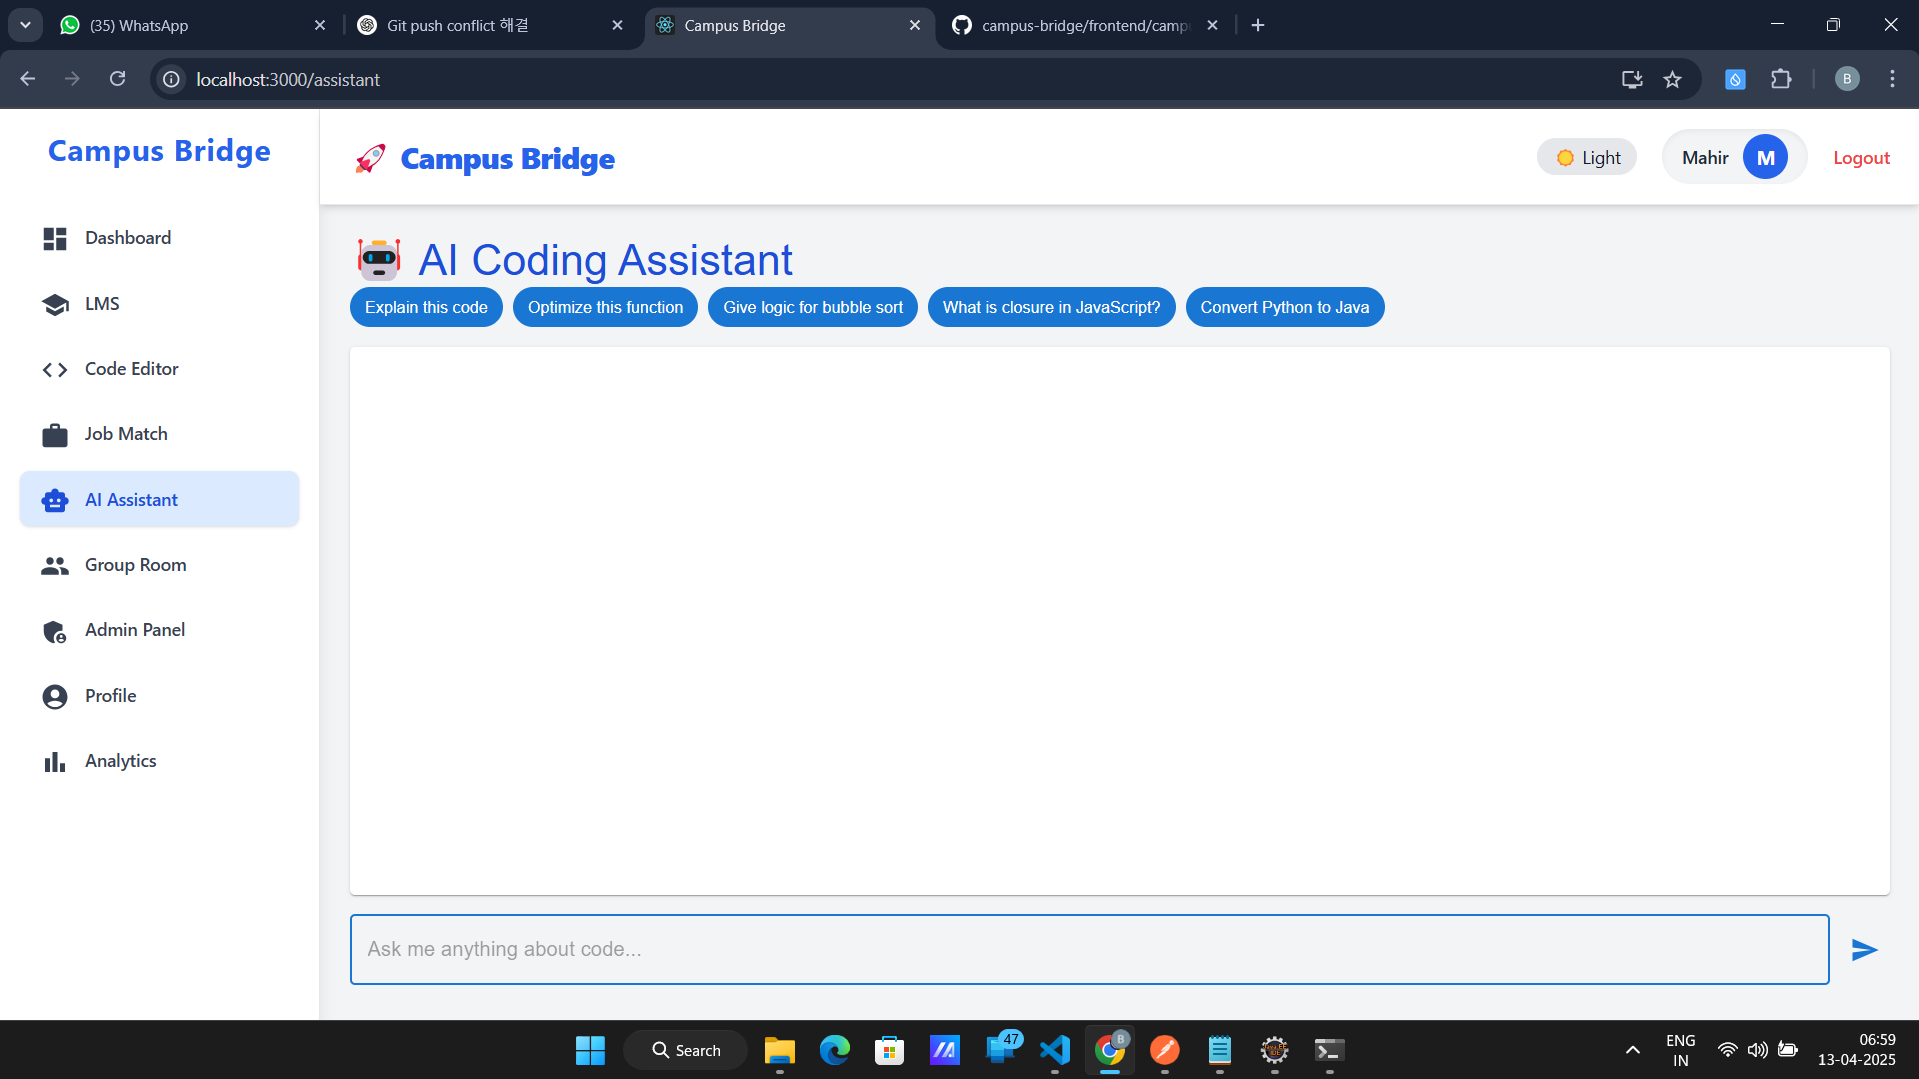 (35) WhatsApp
Git push conflict 해결
Campus Bridge
campus-bridge/frontend/camp
localhost:3000/assistant
B
Campus Bridge
Dashboard
LMS
Code Editor
Job Match
AI Assistant
Group Room
Admin Panel
Profile
Analytics
Campus Bridge
Light
Mahir
M
Logout
AI Coding Assistant
Explain this code
Optimize this function
Give logic for bubble sort
What is closure in JavaScript?
Convert Python to Java
Ask me anything about code...
Search
47
B
ENG
IN
06:59
13-04-2025